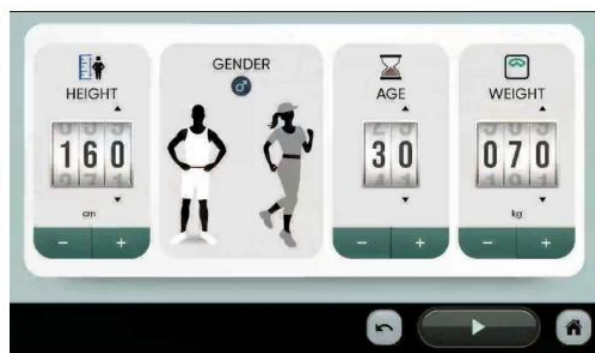 HEIGHT
160
cm
- +
GENDER
AGE
30
- +
WEIGHT
070
kg
- +